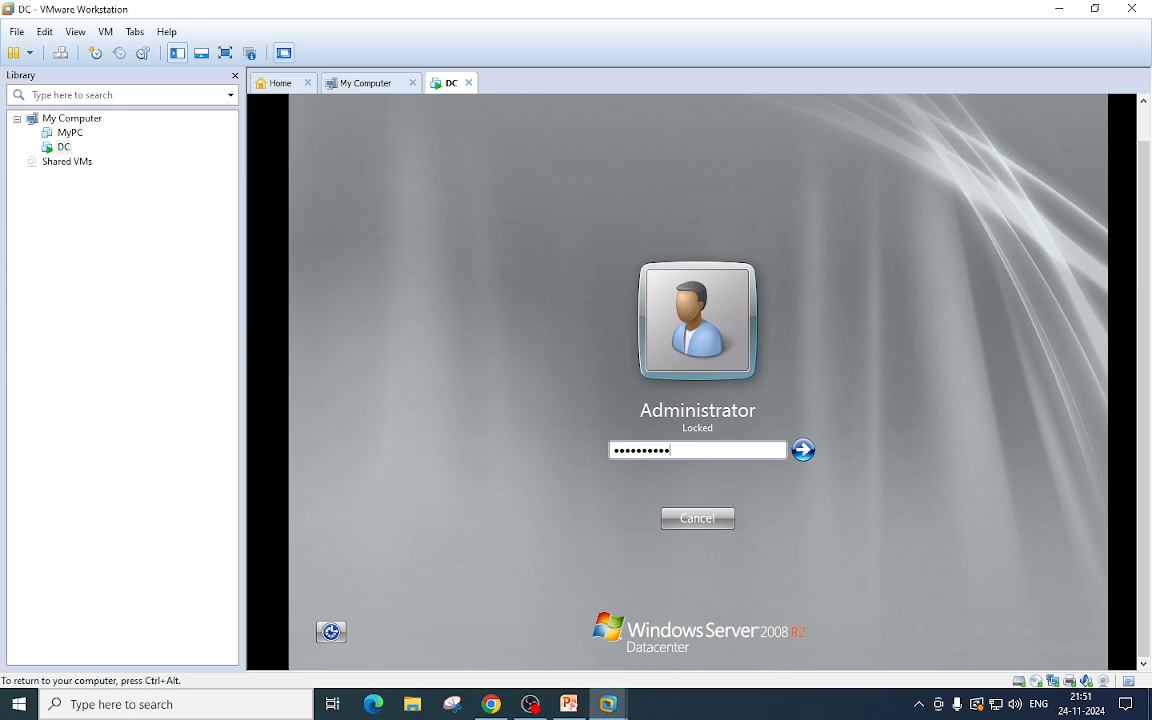 DC - VMware Workstation
File Edit View VM Tabs Help
Library
Type here to search
Home
My Computer
DC
My Computer
MyPC
DC
Shared VMs
Administrator
Locked
Cancel
Windows Server 2008 R2
Datacenter
Activate Windows
To return to your computer, press Ctrl+Alt.
Type here to search
ENG
21:51
24-11-2024